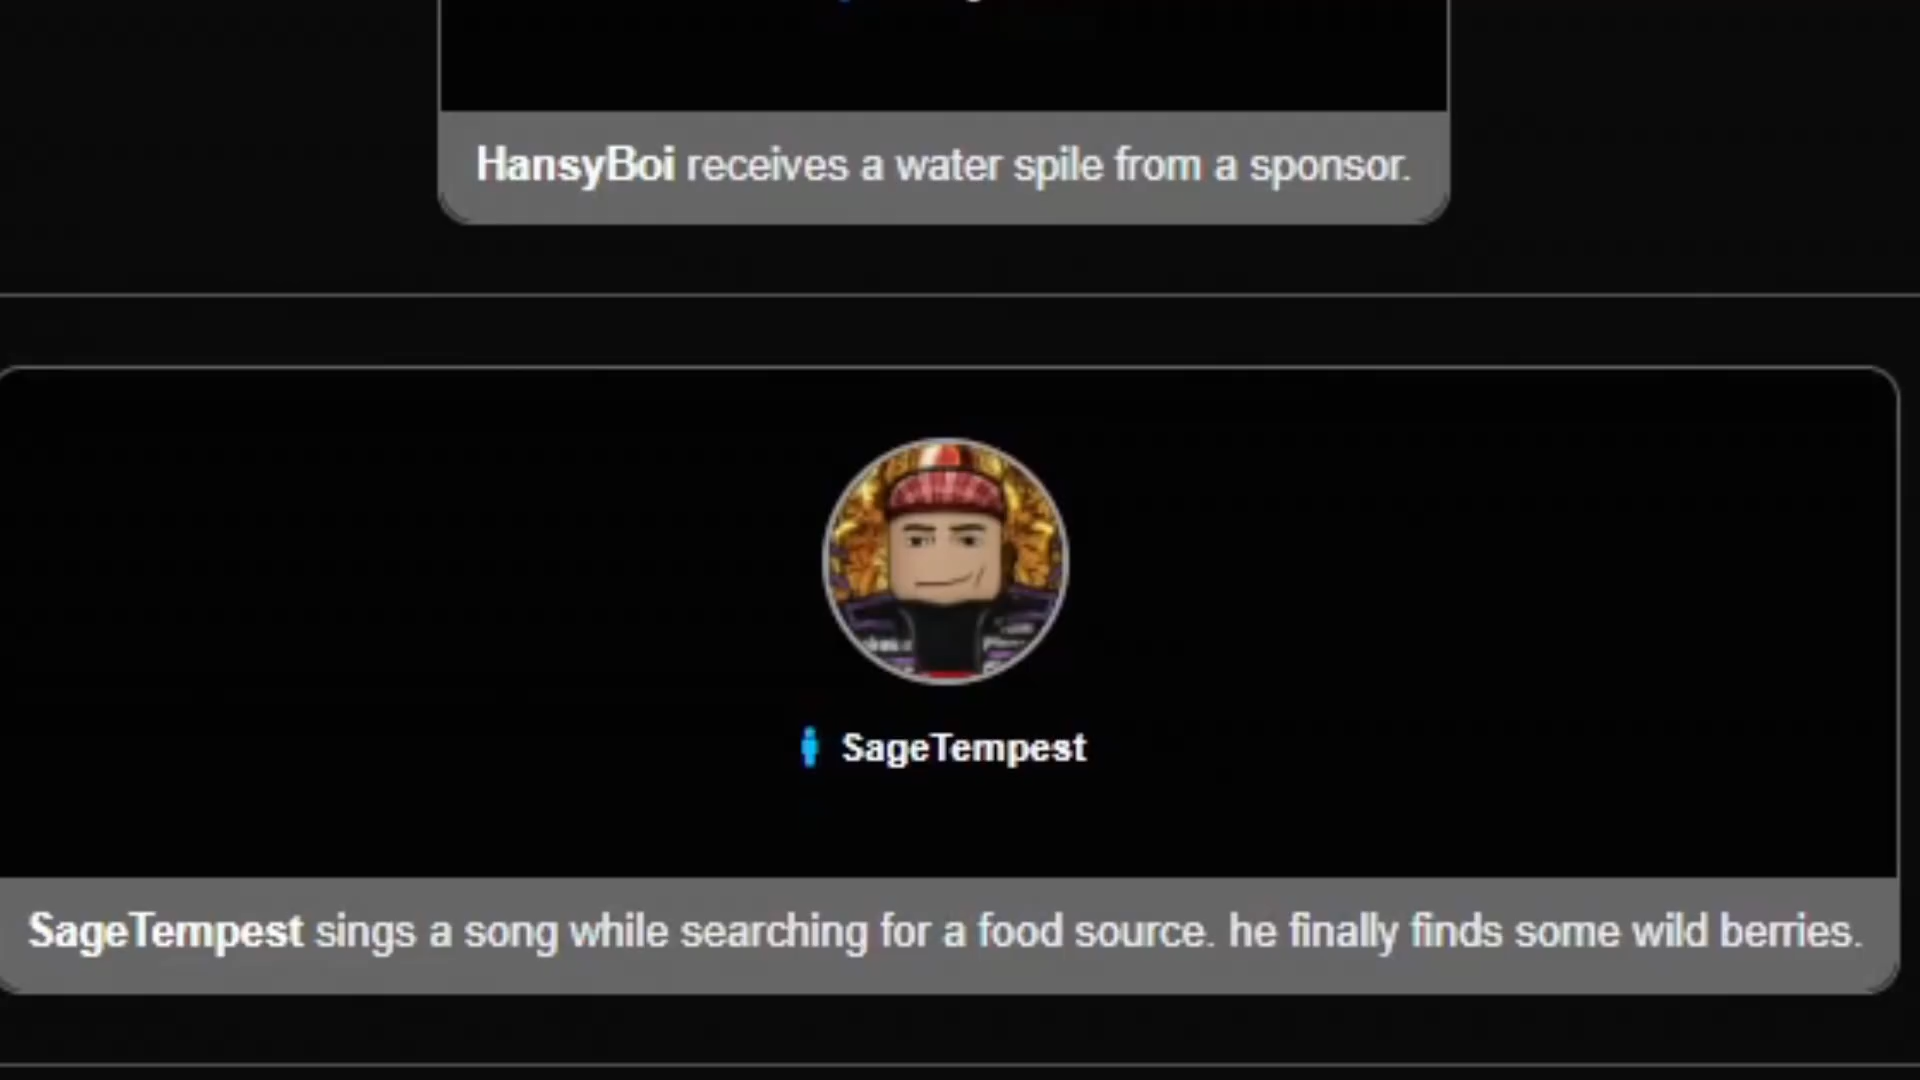 HansyBoi receives a water spile from a sponsor.
SageTempest
SageTempest sings a song while searching for a food source. he finally finds some wild berries.